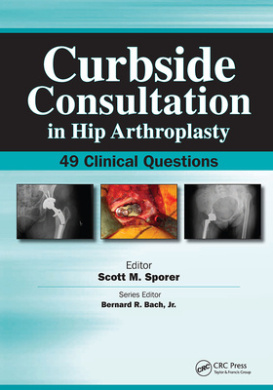 Curbside
Consultation
in Hip Arthroplasty
49 Clinical Questions
Editor
Scott M. Sporer
Series Editor
Bernard R. Bach, Jr.
CRC
CRC Press
Taylor & Francis Group